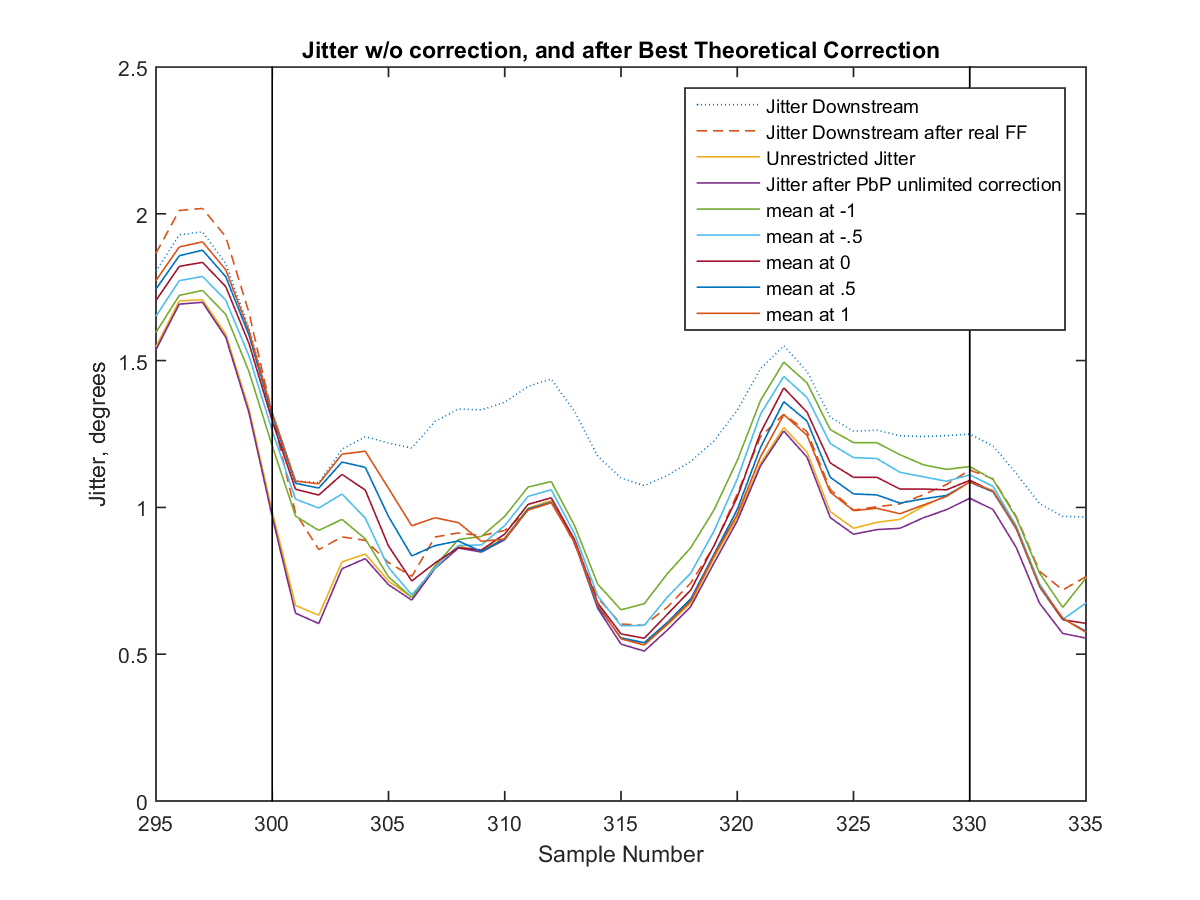 Jitter w/o correction, and after Best Theoretical Correction
2.5
2
1.5
1
0.5
0
Jitter, degrees
Jitter Downstream
Jitter Downstream after real FF
Unrestricted Jitter
Jitter after PbP unlimited correction
mean at -1
mean at -.5
mean at 0
mean at .5
mean at 1
295 300 305 310 315 320 325 330 335
Sample Number